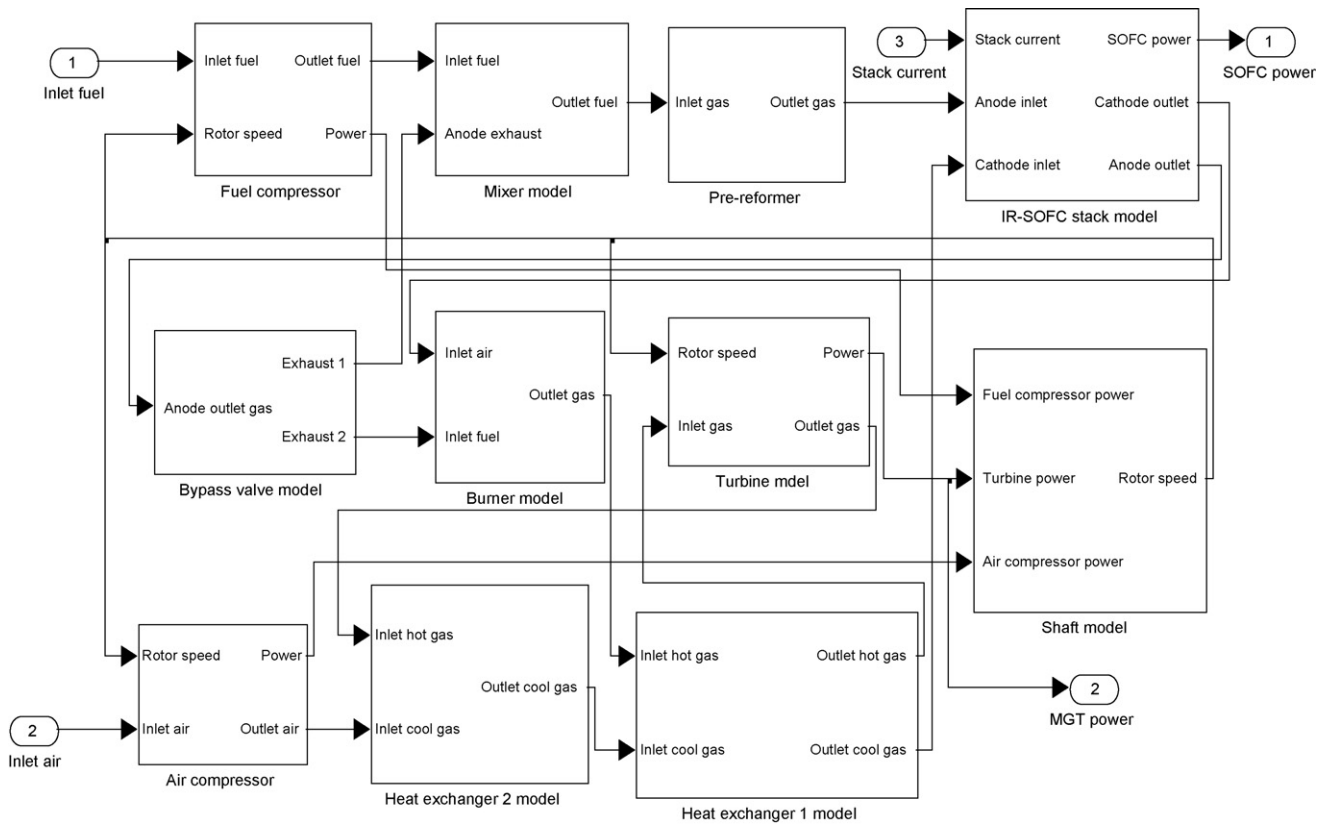 1
Inlet fuel
Inlet fuel
Outlet fuel
Rotor speed
Power
Fuel compressor
Inlet fuel
Outlet fuel
Anode exhaust
Mixer model
Inlet gas
Outlet gas
Pre-reformer
3
Stack current
Stack current
SOFC power
Anode inlet
Cathode outlet
Cathode inlet
Anode outlet
IR-SOFC stack model
1
SOFC power
Exhaust 1
Anode outlet gas
Exhaust 2
Bypass valve model
Inlet air
Outlet gas
Inlet fuel
Burner model
Rotor speed
Power
Inlet gas
Outlet gas
Turbine mdel
Fuel compressor power
Turbine power
Rotor speed
Air compressor power
Shaft model
2
Inlet air
Rotor speed
Power
Inlet air
Outlet air
Air compressor
Inlet hot gas
Outlet cool gas
Inlet cool gas
Heat exchanger 2 model
Inlet hot gas
Outlet hot gas
Inlet cool gas
Outlet cool gas
Heat exchanger 1 model
2
MGT power